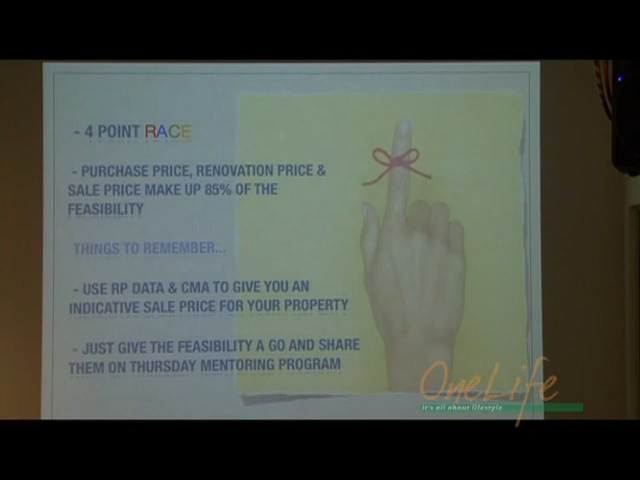 - 4 POINT RACE
- PURCHASE PRICE, RENOVATION PRICE &
SALE PRICE MAKE UP 85% OF THE
FEASIBILITY
THINGS TO REMEMBER...
- USE RP DATA & CMA TO GIVE YOU AN
INDICATIVE SALE PRICE FOR YOUR PROPERTY
- JUST GIVE THE FEASIBILITY A GO AND SHARE
THEM ON THURSDAY MENTORING PROGRAM
OneLife
it's all about lifestyle